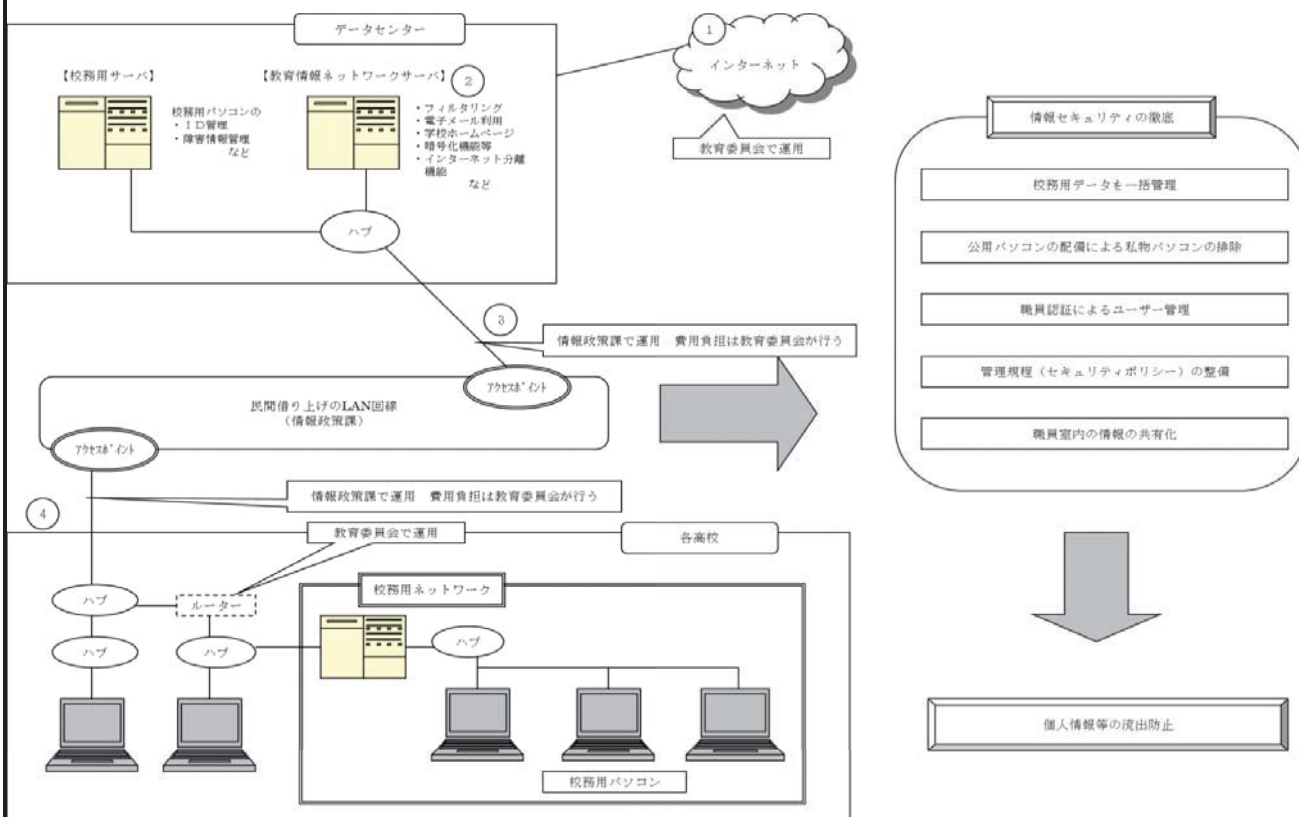 データセンター
①
インターネット
【校務用サーバ】
【教育情報ネットワークサーバ】
②
校務用パソコンの
・ＩＤ管理
・障害情報管理
など
・フィルタリング
・電子メール利用
・学校ホームページ
・暗号化機能等
・インターネット分離
機能
など
教育委員会で運用
ハブ
③
情報政策課で運用　費用負担は教育委員会が行う
アクセスポイント
民間借り上げのLAN回線
（情報政策課）
アクセスポイント
情報政策課で運用　費用負担は教育委員会が行う
④
教育委員会で運用
各高校
校務用ネットワーク
ハブ
ルーター
ハブ
ハブ
ハブ
校務用パソコン
情報セキュリティの徹底
校務用データを一括管理
公用パソコンの配備による私物パソコンの排除
職員認証によるユーザー管理
管理規程（セキュリティポリシー）の整備
職員室内の情報の共有化
個人情報等の流出防止